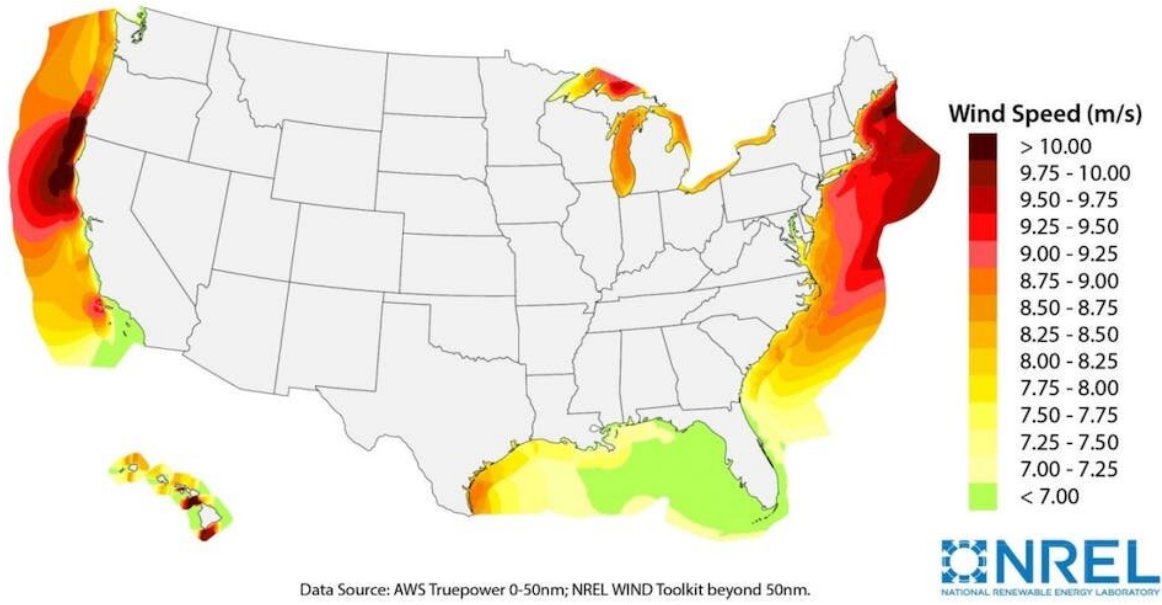 Wind Speed (m/s)
> 10.00
9.75 - 10.00
9.50 - 9.75
9.25 - 9.50
9.00 - 9.25
8.75 - 9.00
8.50 - 8.75
8.25 - 8.50
8.00 - 8.25
7.75 - 8.00
7.50 - 7.75
7.25 - 7.50
7.00 - 7.25
< 7.00
NREL
NATIONAL RENEWABLE ENERGY LABORATORY
Data Source: AWS Truepower 0-50nm; NREL WIND Toolkit beyond 50nm.